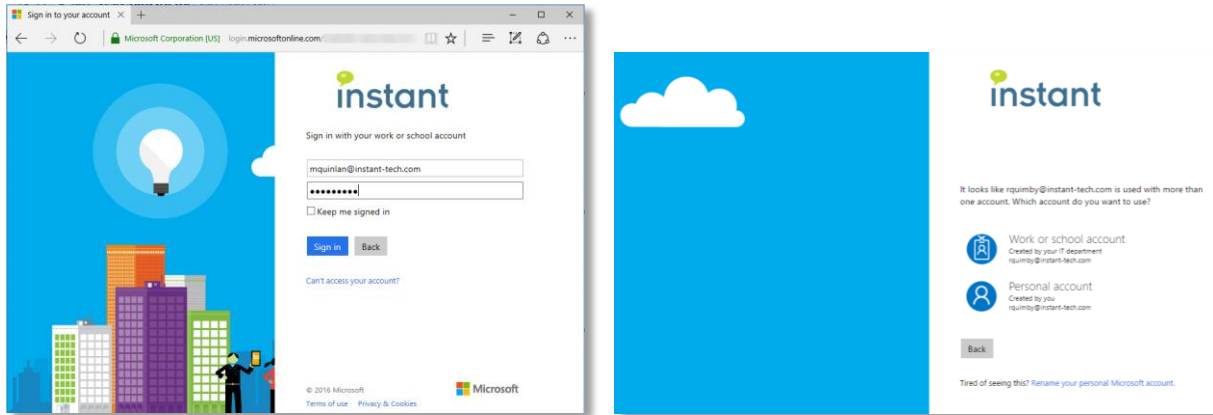 Sign in to your account
Microsoft Corporation [US] login.microsoftonline.com/
instant
Sign in with your work or school account
mquinlan@instant-tech.com
Keep me signed in
Sign in Back
Can't access your account?
© 2016 Microsoft
Microsoft
Terms of use Privacy & Cookies
instant
It looks like rquimby@instant-tech.com is used with more than
one account. Which account do you want to use?
Work or school account
Created by your IT department
rquimby@instant-tech.com
Personal account
Created by you
rquimby@instant-tech.com
Back
Tired of seeing this? Rename your personal Microsoft account.